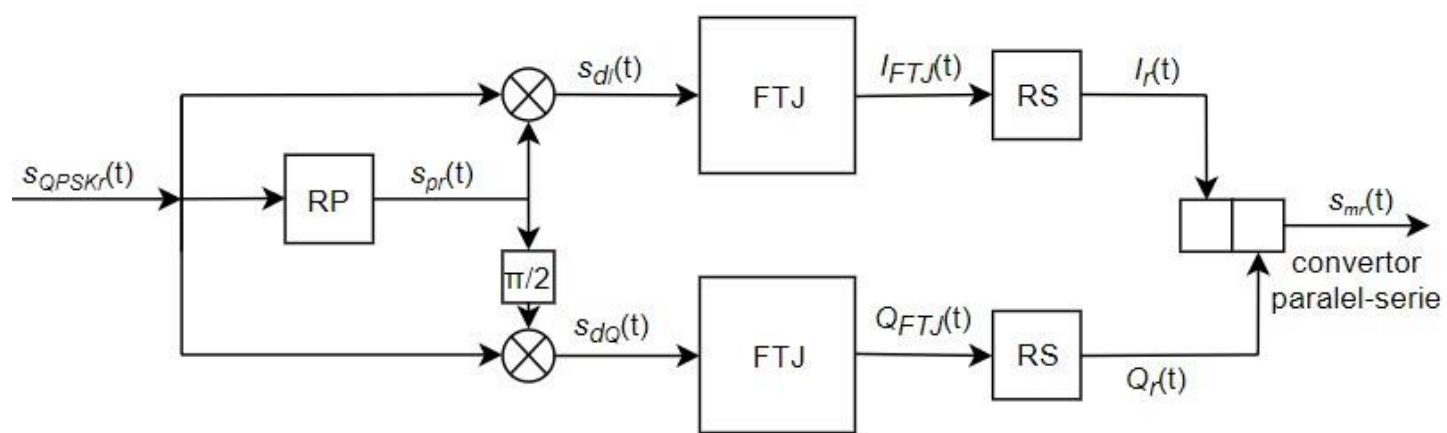 s_dI(t)
FTJ
I_FTJ(t)
RS
I_r(t)
s_QPSKr(t)
RP
s_pr(t)
s_mr(t)
π/2
convertor
paralel-serie
s_dQ(t)
FTJ
Q_FTJ(t)
RS
Q_r(t)